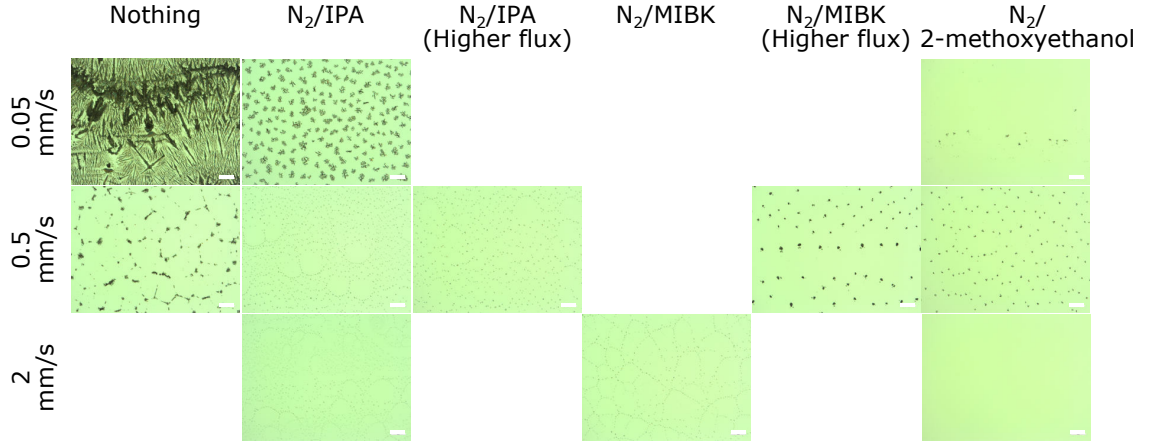 Nothing
N₂/IPA
N₂/IPA
(Higher flux)
N₂/MIBK
N₂/MIBK
(Higher flux)
N₂/
2-methoxyethanol
0.05
mm/s
0.5
mm/s
2
mm/s